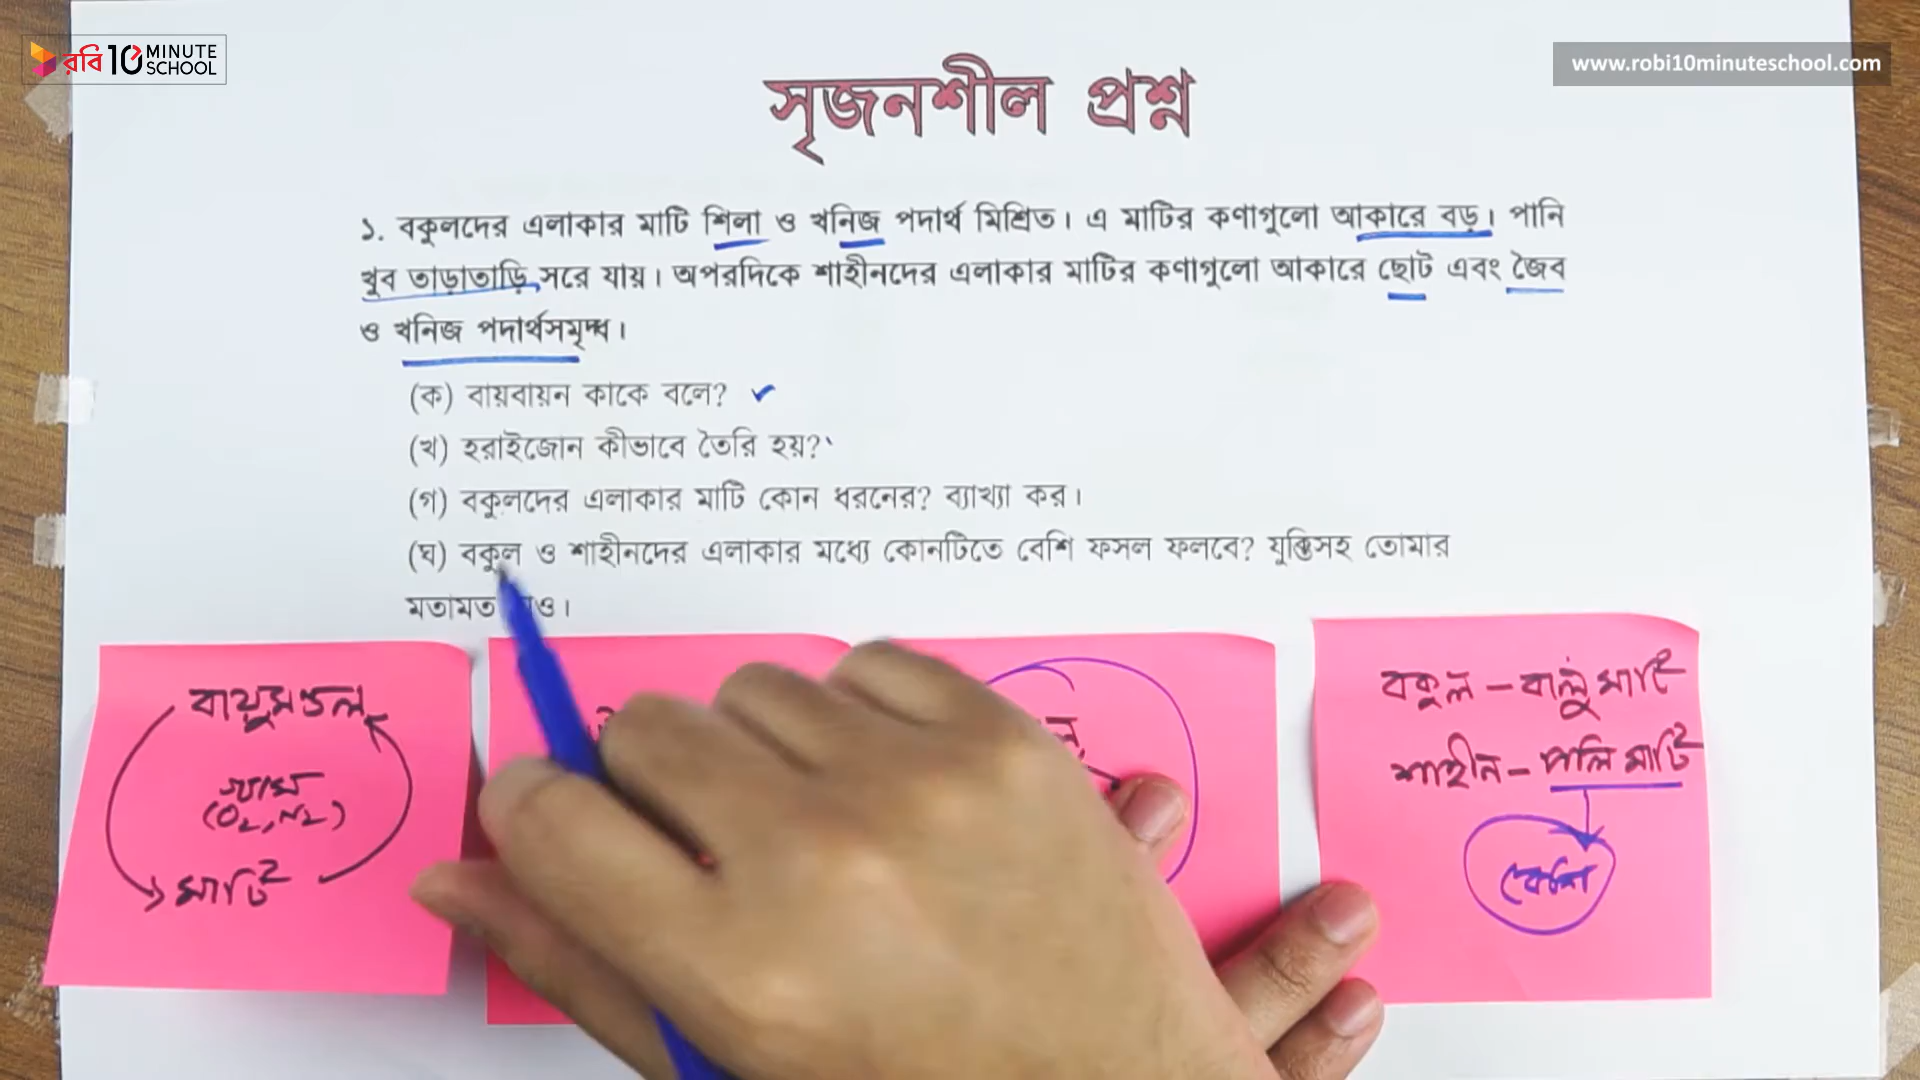 রবি 10 MINUTE SCHOOL
www.robi10minuteschool.com
সৃজনশীল প্রশ্ন
১. বকুলদের এলাকার মাটি শিলা ও খনিজ পদার্থ মিশ্রিত। এ মাটির কণাগুলো আকারে বড়। পানি
খুব তাড়াতাড়ি সরে যায়। অপরদিকে শাহীনদের এলাকার মাটির কণাগুলো আকারে ছোট এবং জৈব
ও খনিজ পদার্থসমৃদ্ধ।
(ক) বায়বায়ন কাকে বলে?
(খ) হরাইজোন কীভাবে তৈরি হয়?
(গ) বকুলদের এলাকার মাটি কোন ধরনের? ব্যাখ্যা কর।
(ঘ) বকুল ও শাহীনদের এলাকার মধ্যে কোনটিতে বেশি ফসল ফলবে? যুক্তিসহ তোমার
মতামত
বায়ুমণ্ডল
গ্যাস
(O₂, N₂)
মাটি
বকুল – বালুমাটি
শাহীন – পলি মাটি
বেশি